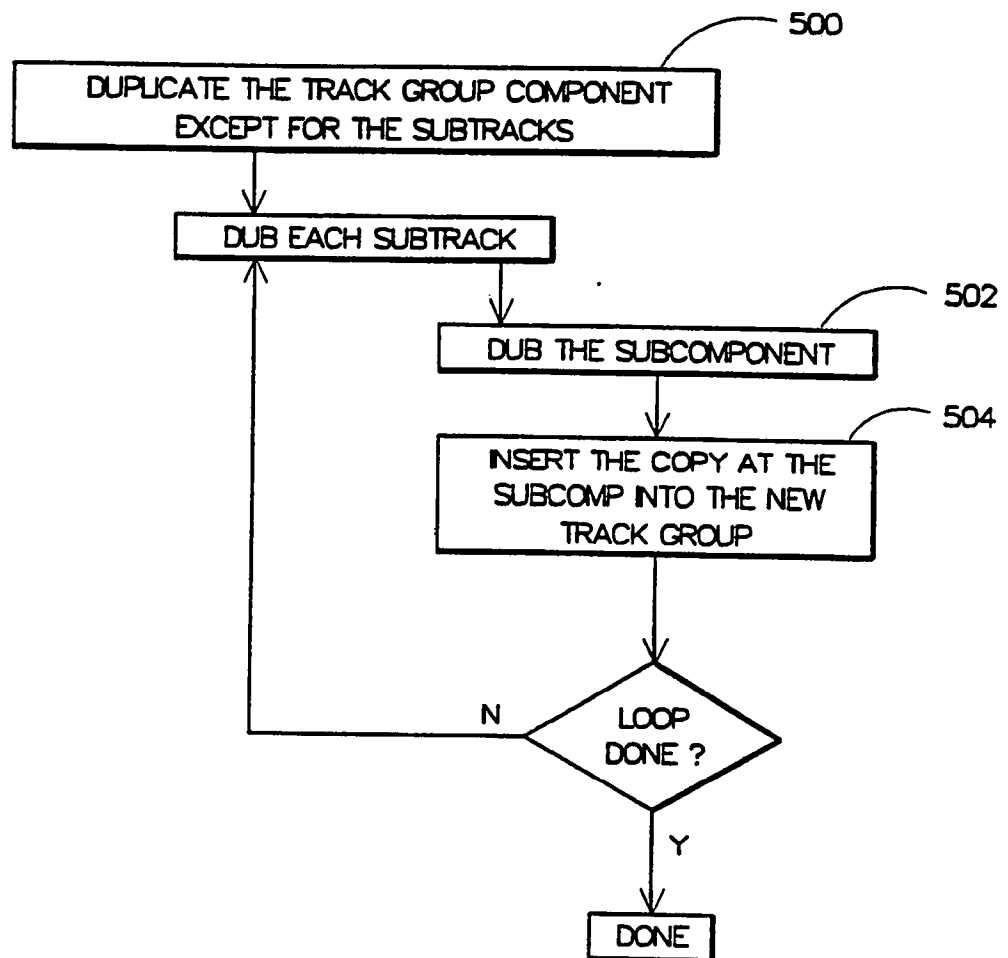 500
DUPLICATE THE TRACK GROUP COMPONENT
EXCEPT FOR THE SUBTRACKS
DUB EACH SUBTRACK
502
DUB THE SUBCOMPONENT
504
INSERT THE COPY AT THE
SUBCOMP INTO THE NEW
TRACK GROUP
N
LOOP
DONE ?
Y
DONE